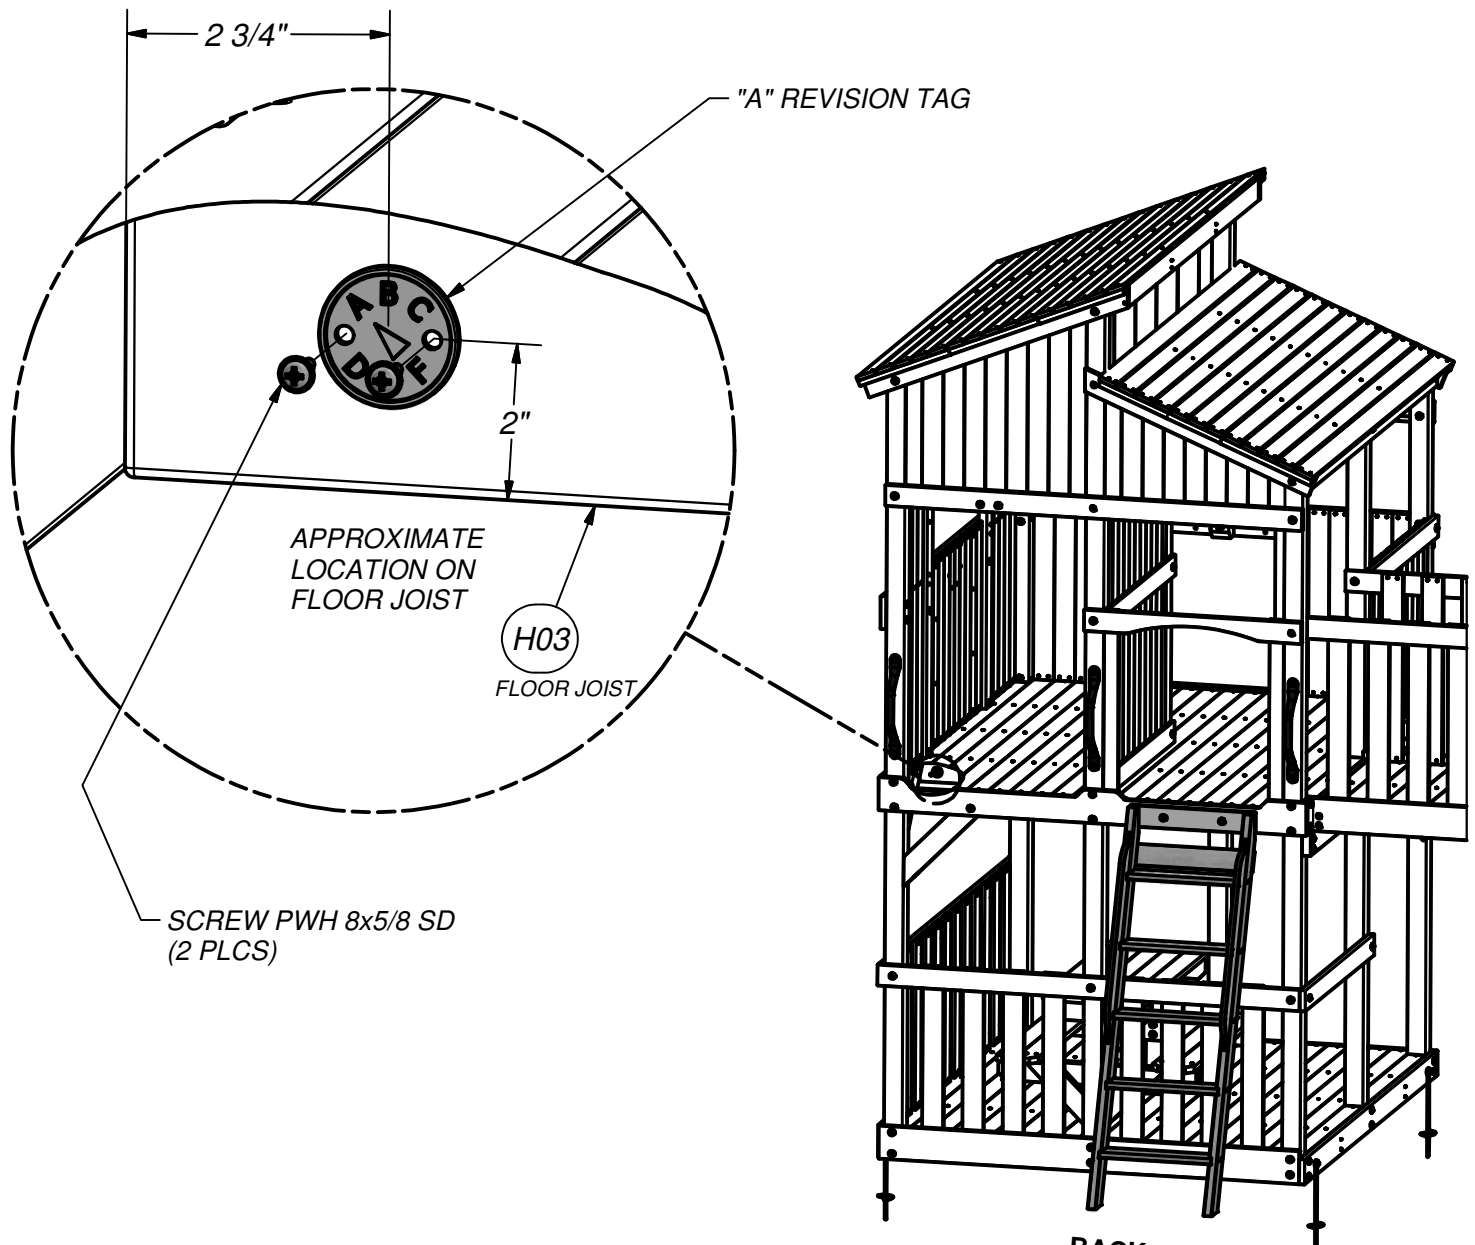 2 3/4"
"A" REVISION TAG
A B C
D F
2"
APPROXIMATE
LOCATION ON
FLOOR JOIST
H03
FLOOR JOIST
SCREW PWH 8x5/8 SD
(2 PLCS)
BACK